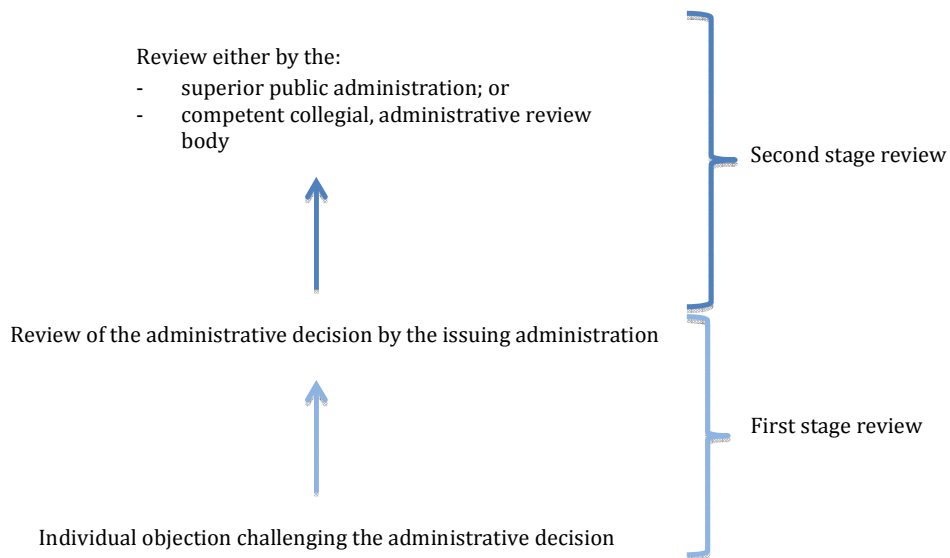 Review either by the:
- superior public administration; or
- competent collegial, administrative review
body
Second stage review
Review of the administrative decision by the issuing administration
First stage review
Individual objection challenging the administrative decision